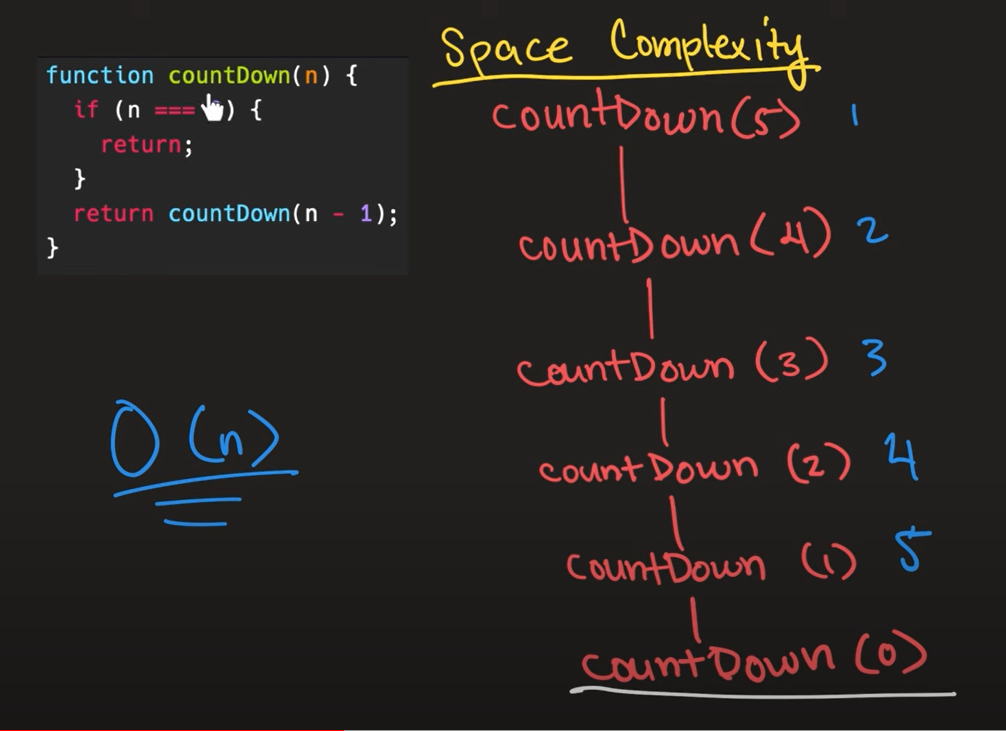 Space Complexity
function countDown(n) {
if (n === ) {
return;
}
return countDown(n - 1);
}
countDown(5) 1
countDown (4) 2
countDown (3) 3
countDown (2) 4
countDown (1) 5
countDown (0)
O(n)